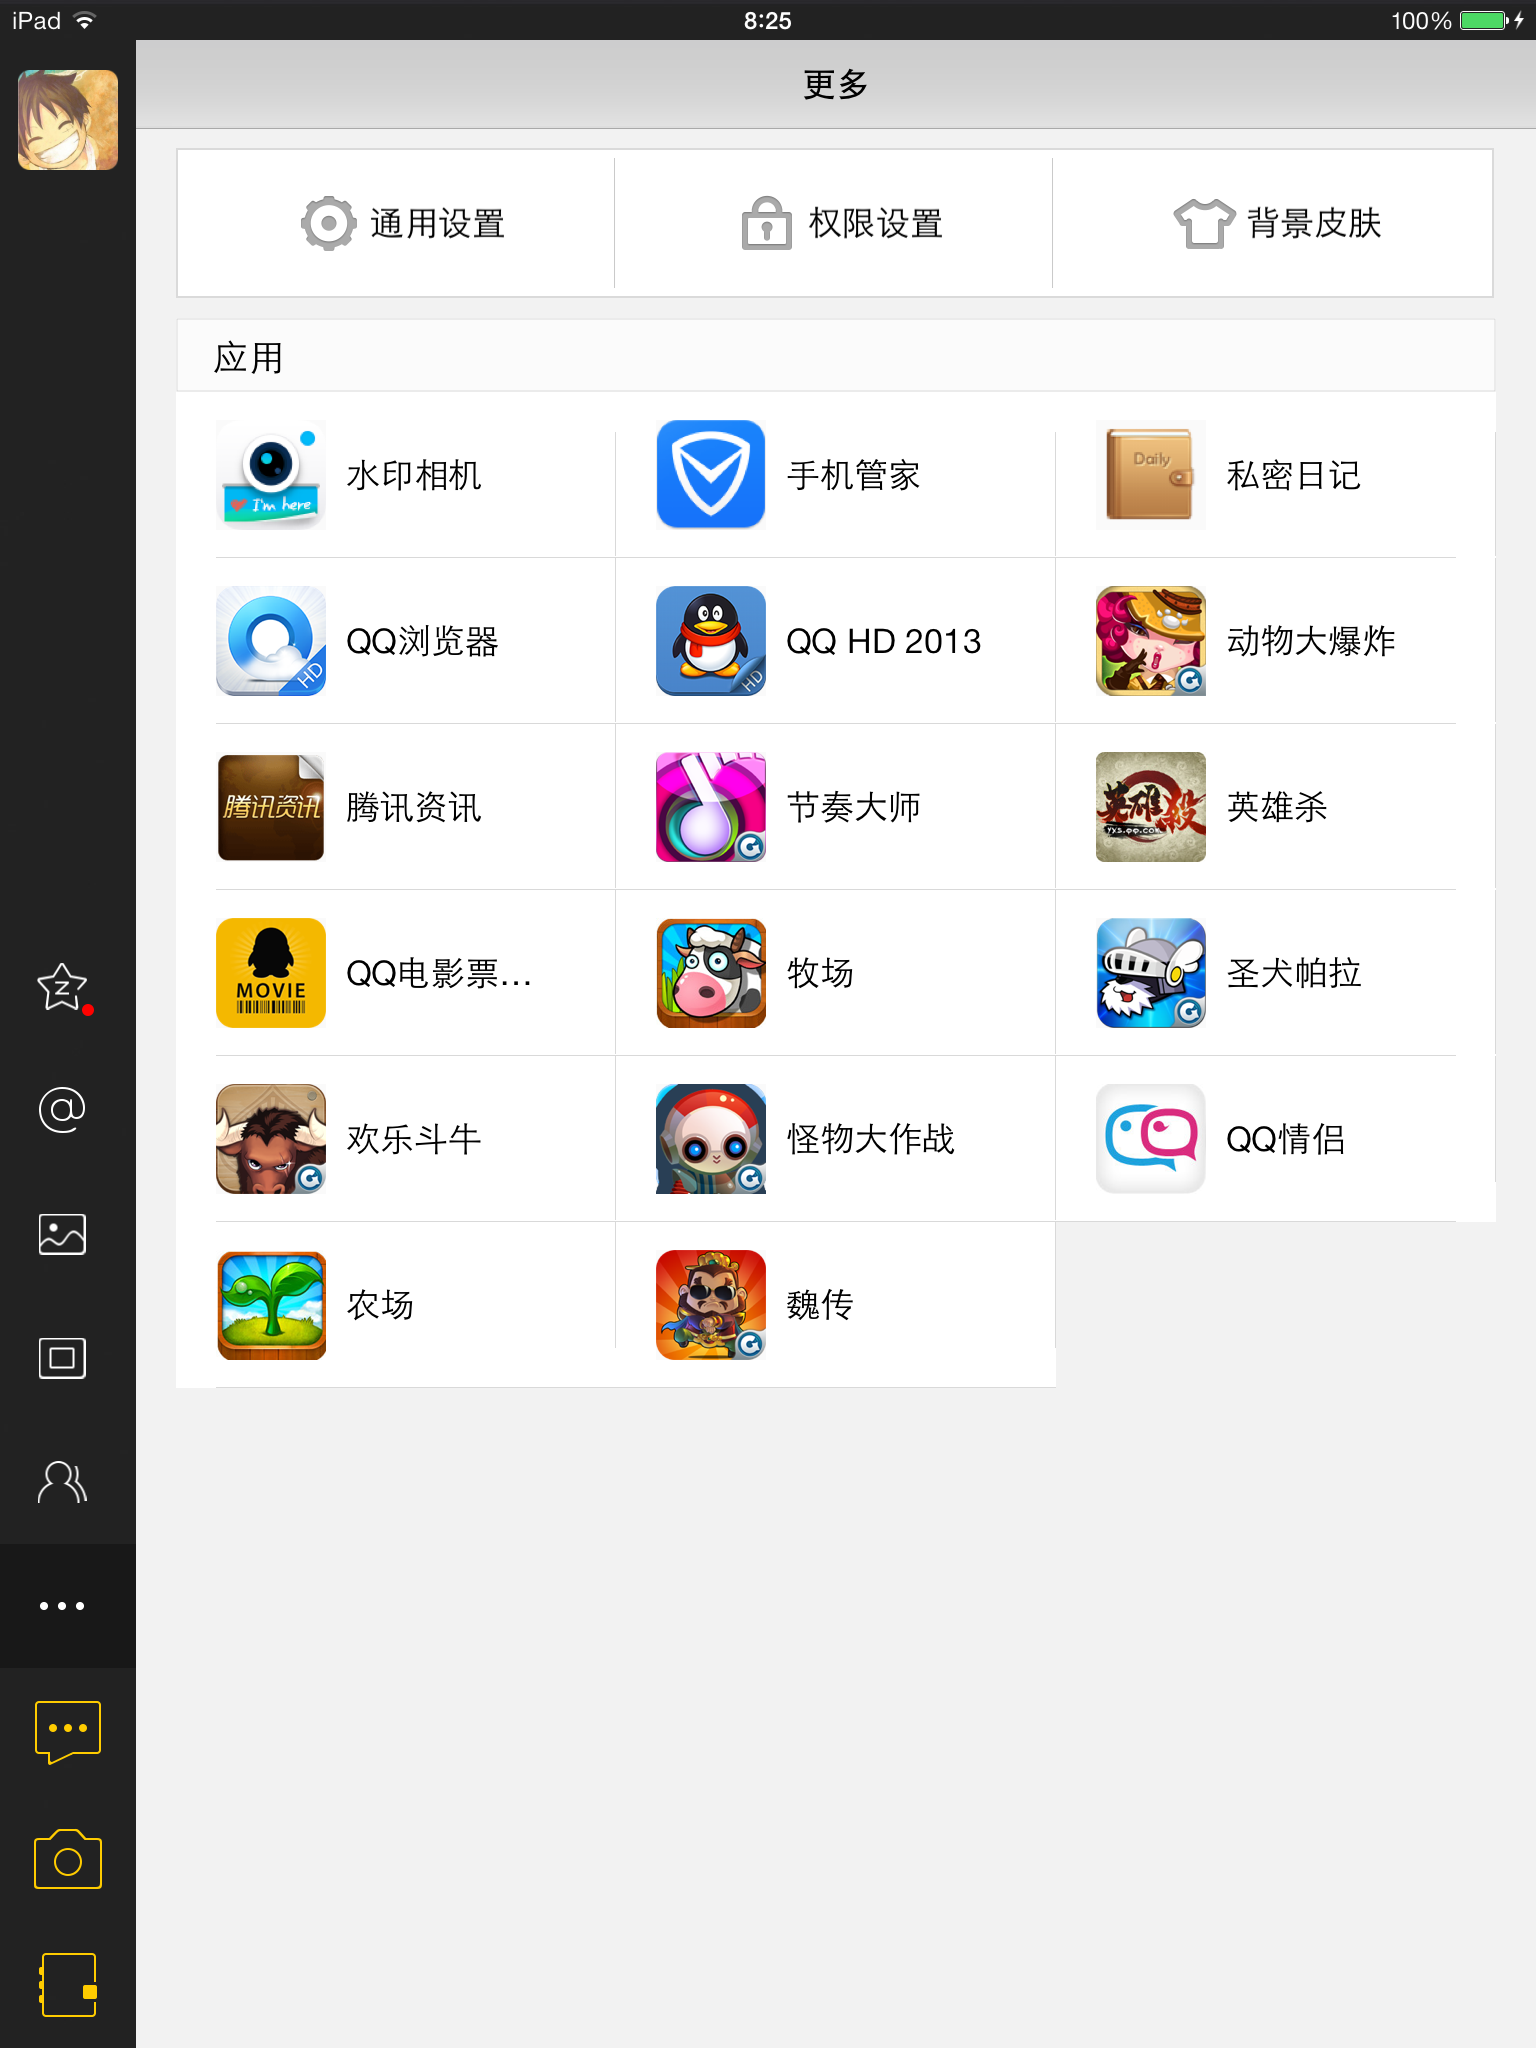 iPad 8:25 100%
更多
通用设置 权限设置 背景皮肤
应用
I'm here 水印相机 手机管家 Daily 私密日记
HD QQ浏览器 HD QQ HD 2013 动物大爆炸
腾讯资讯 腾讯资讯 节奏大师 英雄殺 yxs.qq.com 英雄杀
MOVIE QQ电影票... 牧场 圣犬帕拉
欢乐斗牛 怪物大作战 QQ情侣
农场 魏传